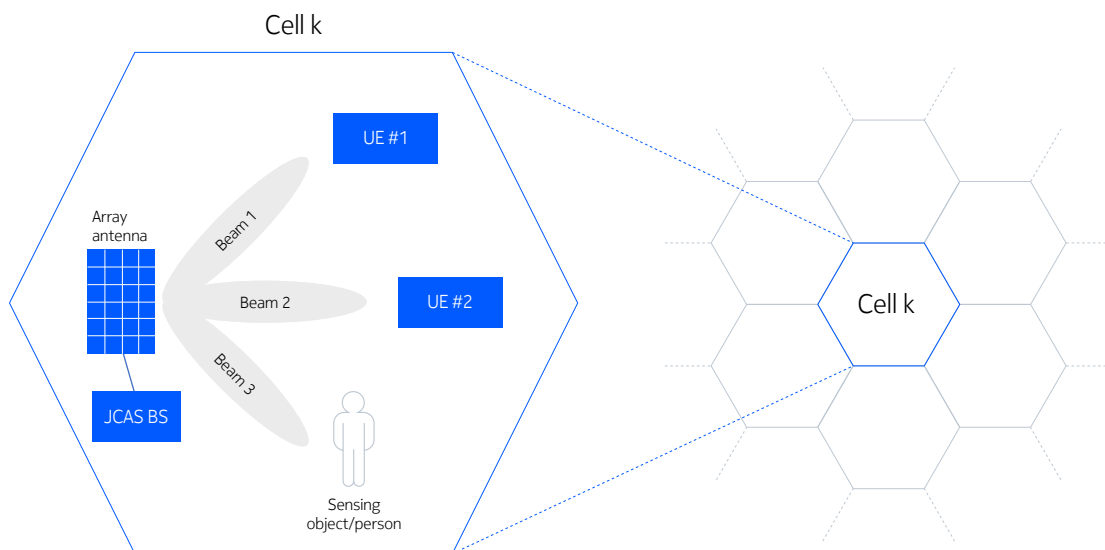 Cell k
UE #1
Array
antenna
Beam 1
Beam 2
UE #2
Beam 3
JCAS BS
Sensing
object/person
Cell k